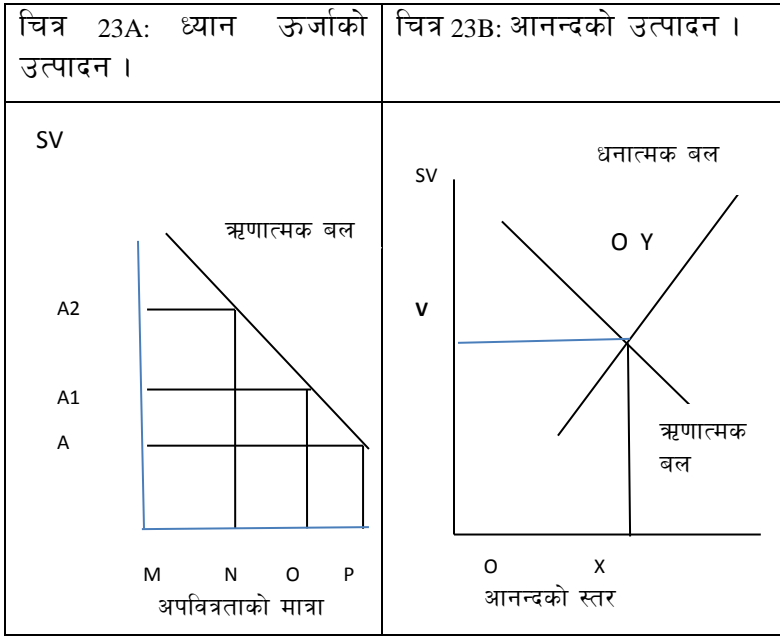 चित्र 23A: ध्यान ऊर्जाको
उत्पादन ।
चित्र 23B: आनन्दको उत्पादन ।
SV
ऋणात्मक बल
A2
A1
A
M N O P
अपवित्रताको मात्रा
धनात्मक बल
SV
O Y
V
ऋणात्मक
बल
O X
आनन्दको स्तर